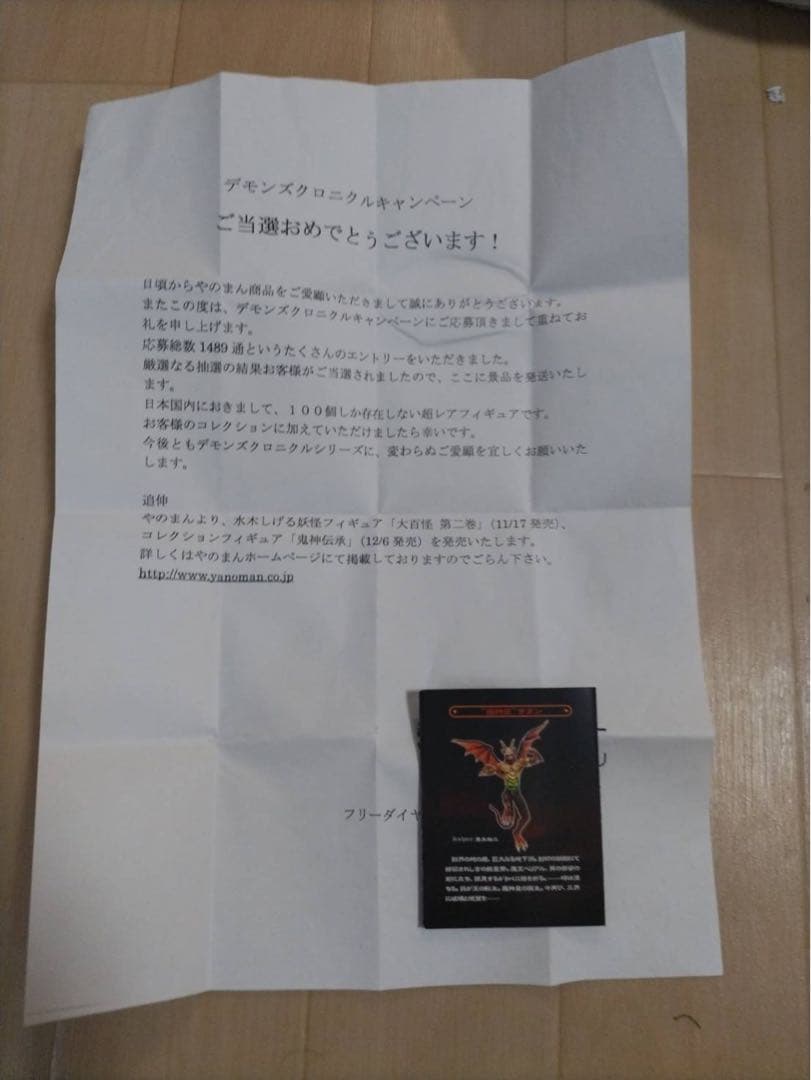 デモンズクロニクルキャンペーン
ご当選おめでとうございます！
日頃からやのまん商品をご愛顧いただきまして誠にありがとうございます。
またこの度は、デモンズクロニクルキャンペーンにご応募頂きまして重ねてお
礼を申し上げます。
応募総数1489通というたくさんのエントリーをいただきました。
厳選なる抽選の結果お客様がご当選されましたので、ここに景品を発送いたし
ます。
日本国内におきまして、１００個しか存在しない超レアフィギュアです。
お客様のコレクションに加えていただけましたら幸いです。
今後ともデモンズクロニクルシリーズに、変わらぬご愛顧を宜しくお願いいた
します。
追伸
やのまんより、水木しげる妖怪フィギュア「大百怪 第二巻」（11/17発売）、
コレクションフィギュア「鬼神伝承」（12/6発売）を発売いたします。
詳しくはやのまんホームページにて掲載しておりますのでごらん下さい。
http://www.yanoman.co.jp
フリーダイヤ
サタン